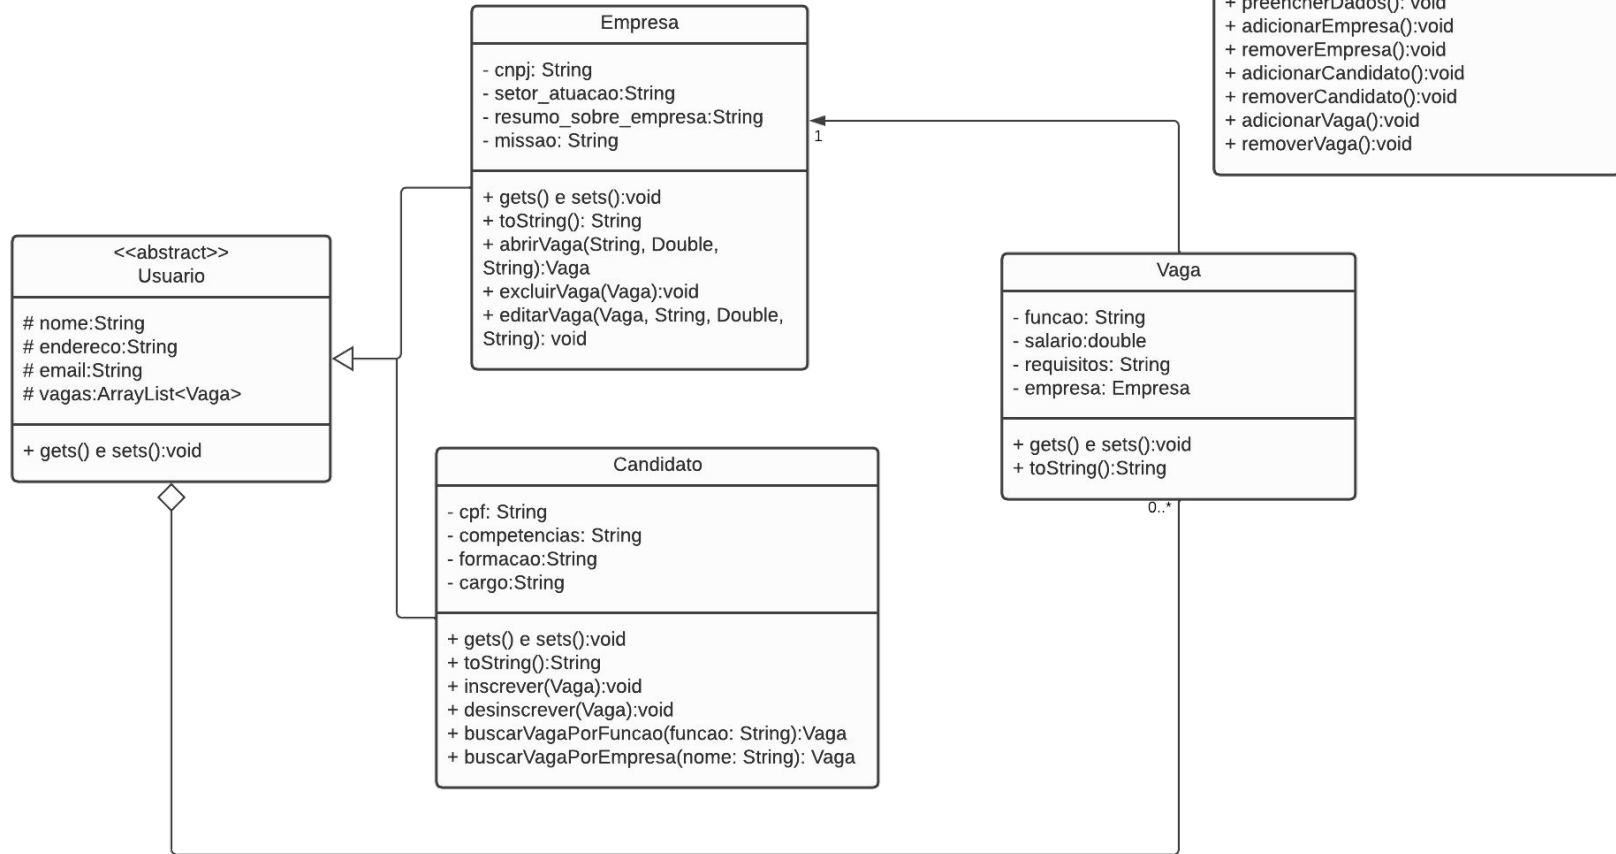 Empresa
- cnpj: String
- setor_atuacao:String
- resumo_sobre_empresa:String
- missao: String
+ gets() e sets():void
+ toString(): String
+ abrirVaga(String, Double,
String):Vaga
+ excluirVaga(Vaga):void
+ editarVaga(Vaga, String, Double,
String): void
+ preencherDados(): void
+ adicionarEmpresa():void
+ removerEmpresa():void
+ adicionarCandidato():void
+ removerCandidato():void
+ adicionarVaga():void
+ removerVaga():void
1
<<abstract>>
Usuario
# nome:String
# endereco:String
# email:String
# vagas:ArrayList<Vaga>
+ gets() e sets():void
Vaga
- funcao: String
- salario:double
- requisitos: String
- empresa: Empresa
+ gets() e sets():void
+ toString():String
0..*
Candidato
- cpf: String
- competencias: String
- formacao:String
- cargo:String
+ gets() e sets():void
+ toString():String
+ inscrever(Vaga):void
+ desinscrever(Vaga):void
+ buscarVagaPorFuncao(funcao: String):Vaga
+ buscarVagaPorEmpresa(nome: String): Vaga